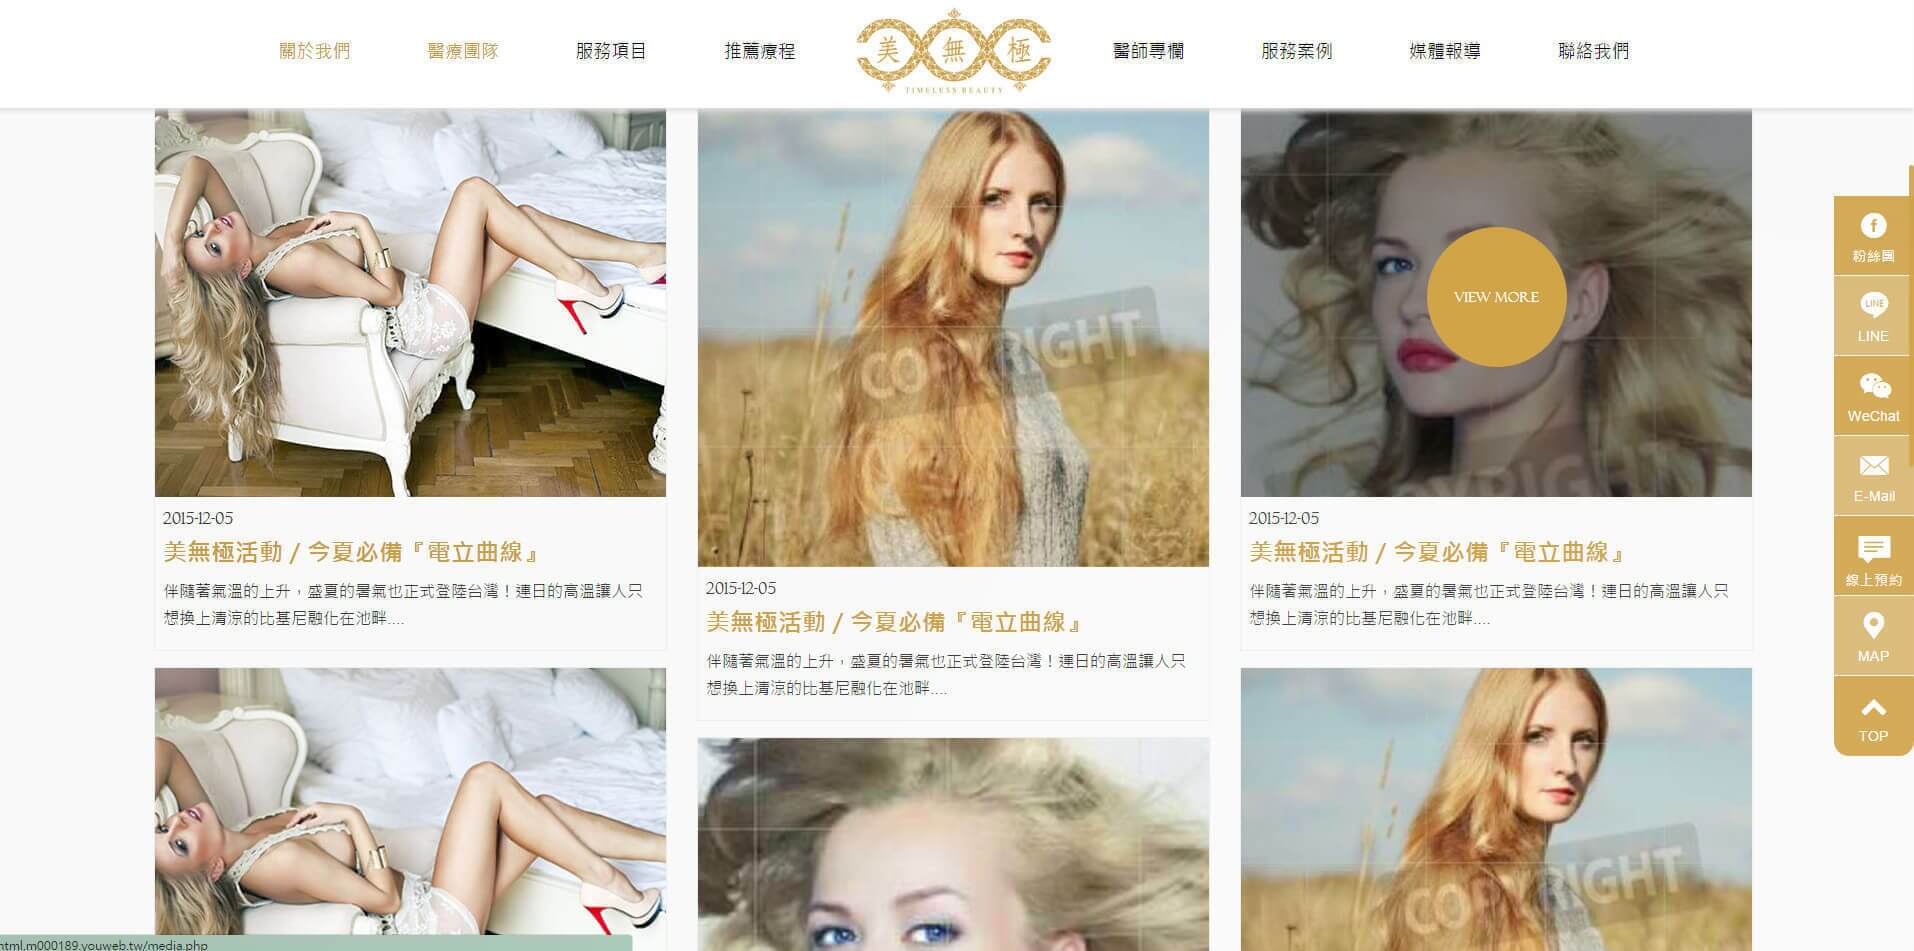 關於我們
醫療團隊
服務項目
推薦療程
美無極
TIMELESS BEAUTY
醫師專欄
服務案例
媒體報導
聯絡我們
COPYRIGHT
VIEW MORE
COPYRIGHT
2015-12-05
美無極活動 / 今夏必備『電立曲線』
伴隨著氣溫的上升，盛夏的暑氣也正式登陸台灣！連日的高溫讓人只
想換上清涼的比基尼融化在池畔....
2015-12-05
美無極活動 / 今夏必備『電立曲線』
伴隨著氣溫的上升，盛夏的暑氣也正式登陸台灣！連日的高溫讓人只
想換上清涼的比基尼融化在池畔....
2015-12-05
美無極活動 / 今夏必備『電立曲線』
伴隨著氣溫的上升，盛夏的暑氣也正式登陸台灣！連日的高溫讓人只
想換上清涼的比基尼融化在池畔....
COPYRIGHT
粉絲團
LINE
LINE
WeChat
E-Mail
線上預約
MAP
TOP
html.m000189.youweb.tw/media.php